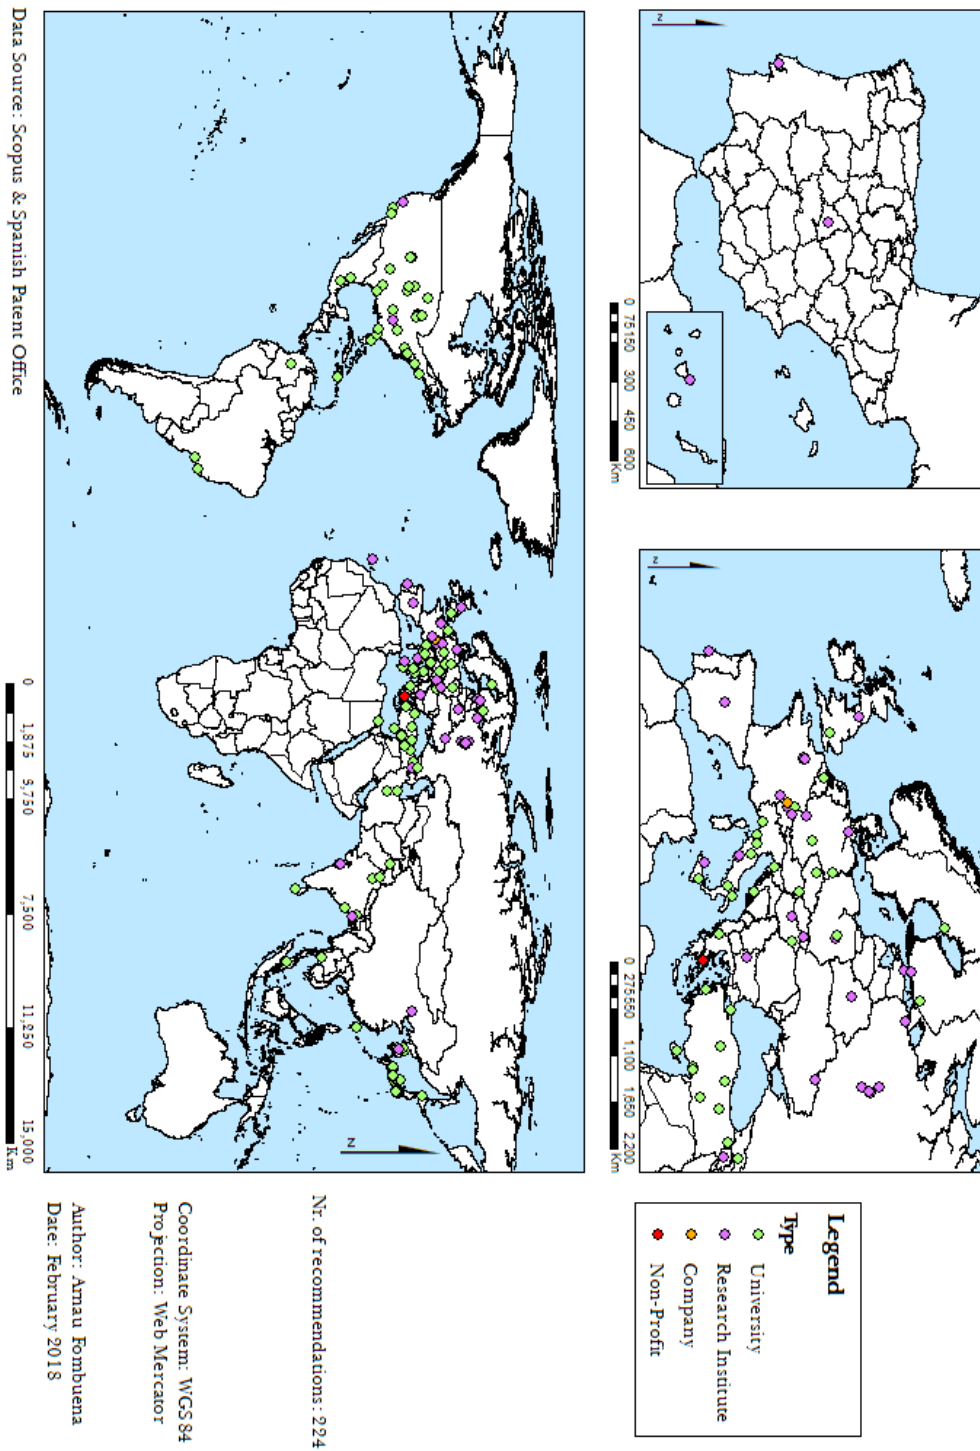 N
0 75 150 300 450 600
Km
N
0 275 550 1,100 1,650 2,200
Km
Legend
Type
University
Research Institute
Company
Non-Profit
N
0 1,875 3,750 7,500 11,250 15,000
Km
Nr. of recommendations: 224
Coordinate System: WGS 84
Projection: Web Mercator
Author: Arnau Fombuena
Date: February 2018
Data Source: Scopus & Spanish Patent Office